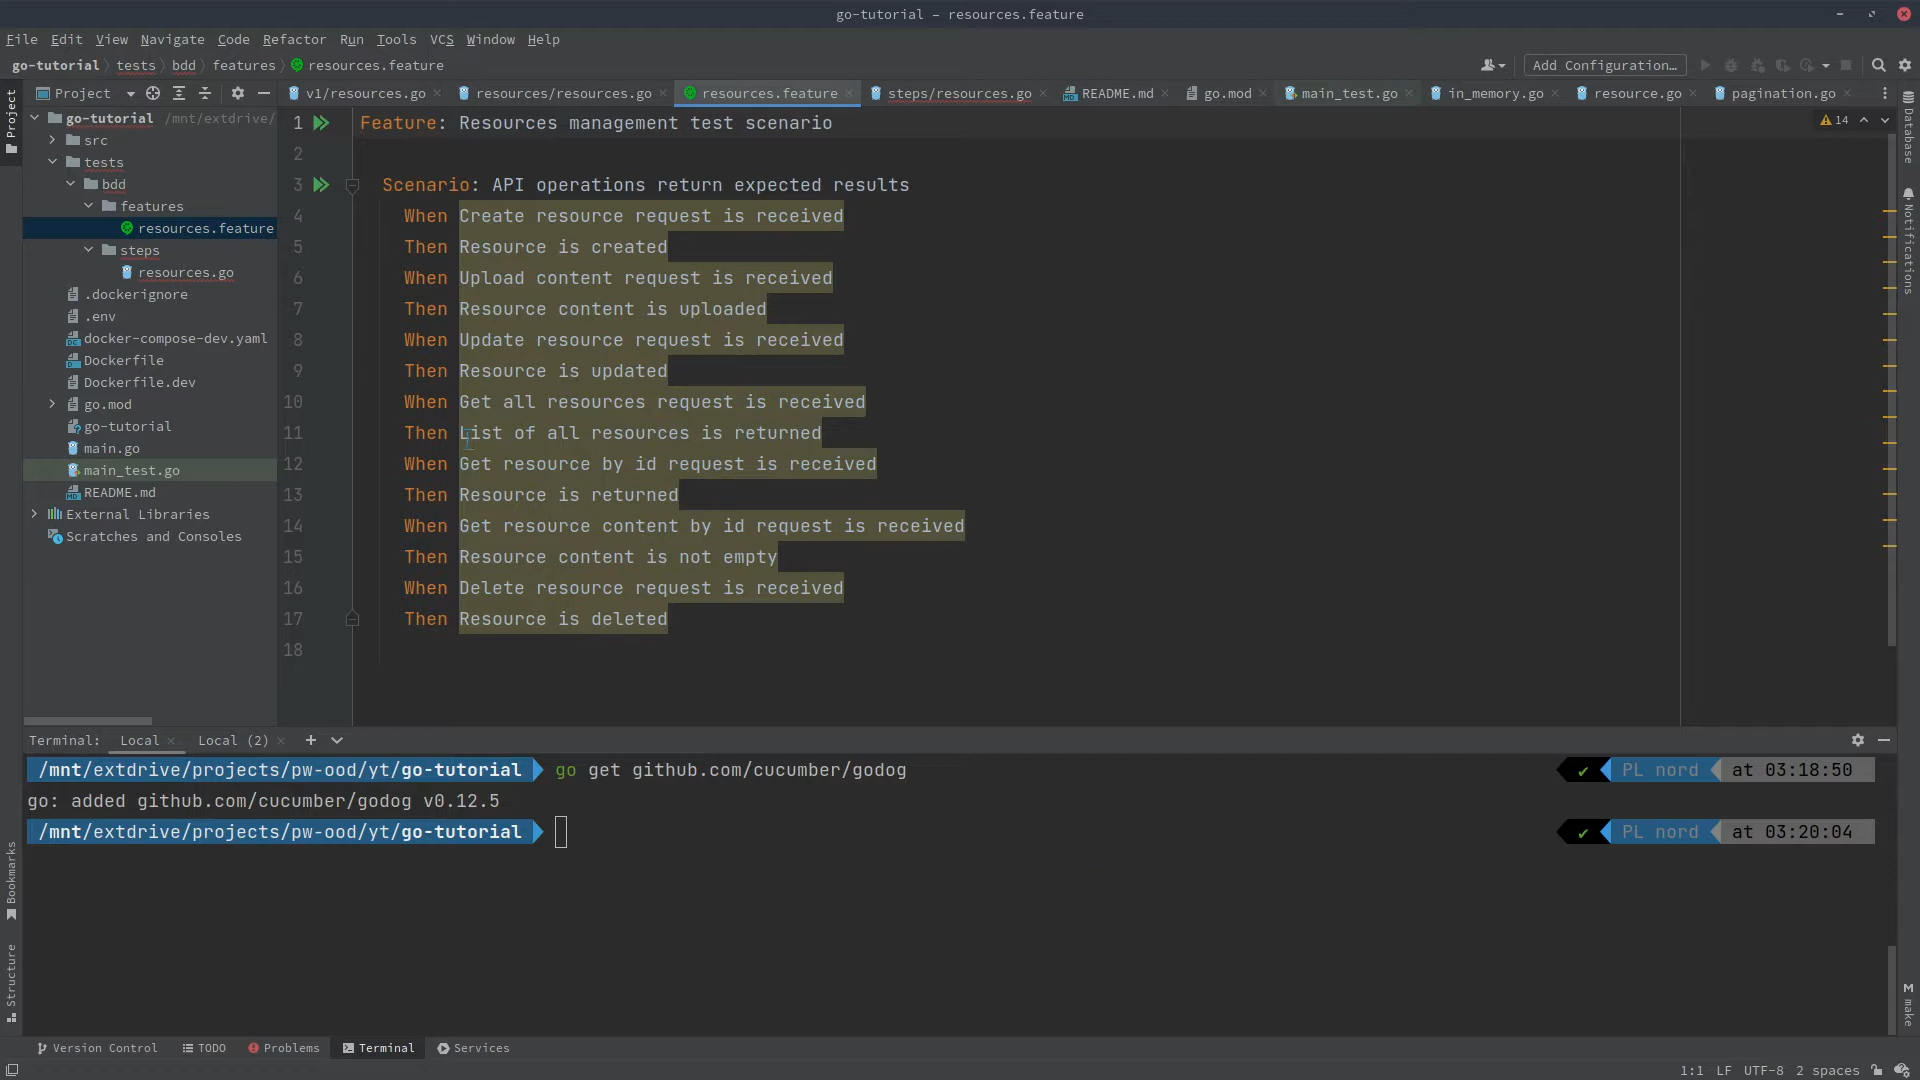 go-tutorial – resources.feature
File Edit View Navigate Code Refactor Run Tools VCS Window Help
go-tutorial tests bdd features resources.feature
Add Configuration...
Project
v1/resources.go
resources/resources.go
resources.feature
steps/resources.go
README.md
go.mod
main_test.go
in_memory.go
resource.go
pagination.go
Project
go-tutorial /mnt/extdrive/
src
tests
bdd
features
resources.feature
steps
resources.go
.dockerignore
.env
docker-compose-dev.yaml
Dockerfile
Dockerfile.dev
go.mod
go-tutorial
main.go
main_test.go
README.md
External Libraries
Scratches and Consoles
1 Feature: Resources management test scenario
2
3 Scenario: API operations return expected results
4 When Create resource request is received
5 Then Resource is created
6 When Upload content request is received
7 Then Resource content is uploaded
8 When Update resource request is received
9 Then Resource is updated
10 When Get all resources request is received
11 Then List of all resources is returned
12 When Get resource by id request is received
13 Then Resource is returned
14 When Get resource content by id request is received
15 Then Resource content is not empty
16 When Delete resource request is received
17 Then Resource is deleted
18
14
Database
Notifications
make
Bookmarks
Structure
Terminal: Local Local (2)
/mnt/extdrive/projects/pw-ood/yt/go-tutorial go get github.com/cucumber/godog ✔ PL nord at 03:18:50
go: added github.com/cucumber/godog v0.12.5
/mnt/extdrive/projects/pw-ood/yt/go-tutorial ✔ PL nord at 03:20:04
Version Control TODO Problems Terminal Services
1:1 LF UTF-8 2 spaces